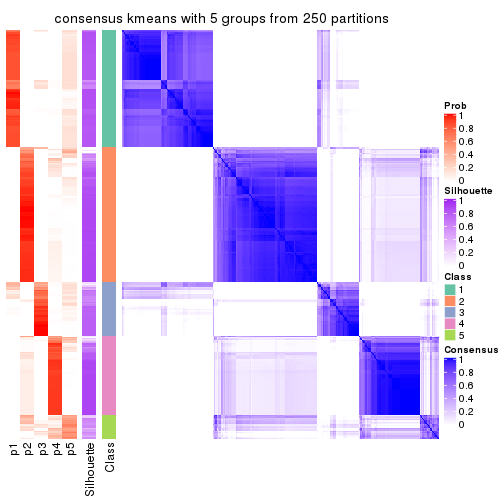 consensus kmeans with 5 groups from 250 partitions
Prob
1
0.8
0.6
0.4
0.2
0
Silhouette
1
0.8
0.6
0.4
0.2
0
Class
1
2
3
4
5
Consensus
1
0.8
0.6
0.4
0.2
0
p1
p2
p3
p4
p5
Silhouette
Class